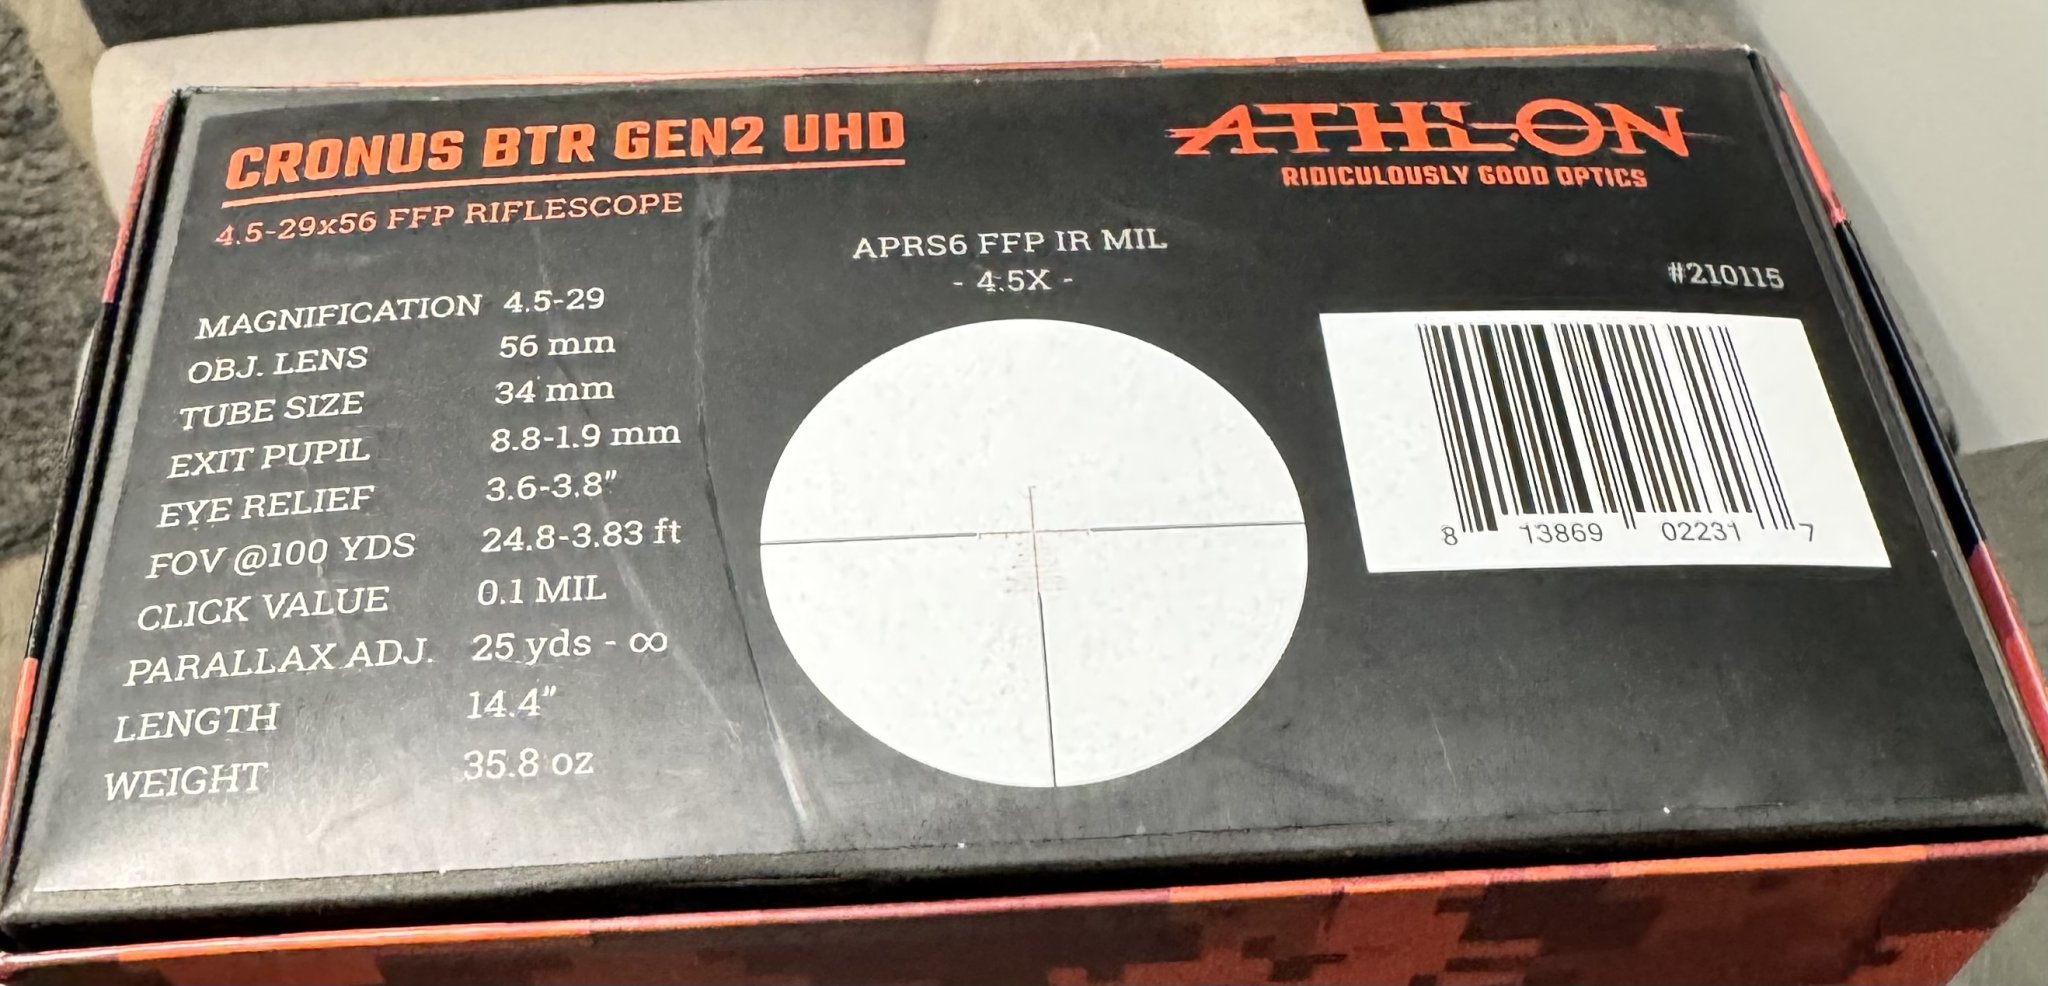 CRONUS BTR GEN2 UHD
4.5-29x56 FFP RIFLESCOPE
MAGNIFICATION 4.5-29
OBJ. LENS 56 mm
TUBE SIZE 34 mm
EXIT PUPIL 8.8-1.9 mm
EYE RELIEF 3.6-3.8"
FOV @100 YDS 24.8-3.83 ft
CLICK VALUE 0.1 MIL
PARALLAX ADJ. 25 yds - ∞
LENGTH 14.4"
WEIGHT 35.8 oz
APRS6 FFP IR MIL
- 4.5X -
ATHLON
RIDICULOUSLY GOOD OPTICS
#210115
8 13869 02231 7